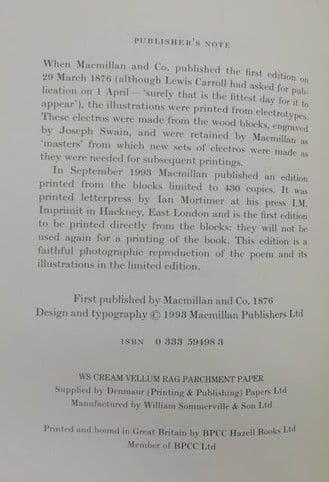 PUBLISHER'S NOTE
When Macmillan and Co. published the first edition on
29 March 1876 (although Lewis Carroll had asked for pub-
lication on 1 April – 'surely that is the fittest day for it to
appear'), the illustrations were printed from electrotypes.
These electros were made from the wood blocks, engraved
by Joseph Swain, and were retained by Macmillan as
'masters' from which new sets of electros were made as
they were needed for subsequent printings.
In September 1993 Macmillan published an edition
printed from the blocks limited to 430 copies. It was
printed letterpress by Ian Mortimer at his press I.M.
Imprimit in Hackney, East London and is the first edition
to be printed directly from the blocks: they will not be
used again for a printing of the book. This edition is a
faithful photographic reproduction of the poem and its
illustrations in the limited edition.
First published by Macmillan and Co. 1876
Design and typography © 1993 Macmillan Publishers Ltd
ISBN 0 333 59498 3
WS CREAM VELLUM RAG PARCHMENT PAPER
Supplied by Denmaur (Printing & Publishing) Papers Ltd
Manufactured by William Sommerville & Son Ltd
Printed and bound in Great Britain by BPCC Hazell Books Ltd
Member of BPCC Ltd